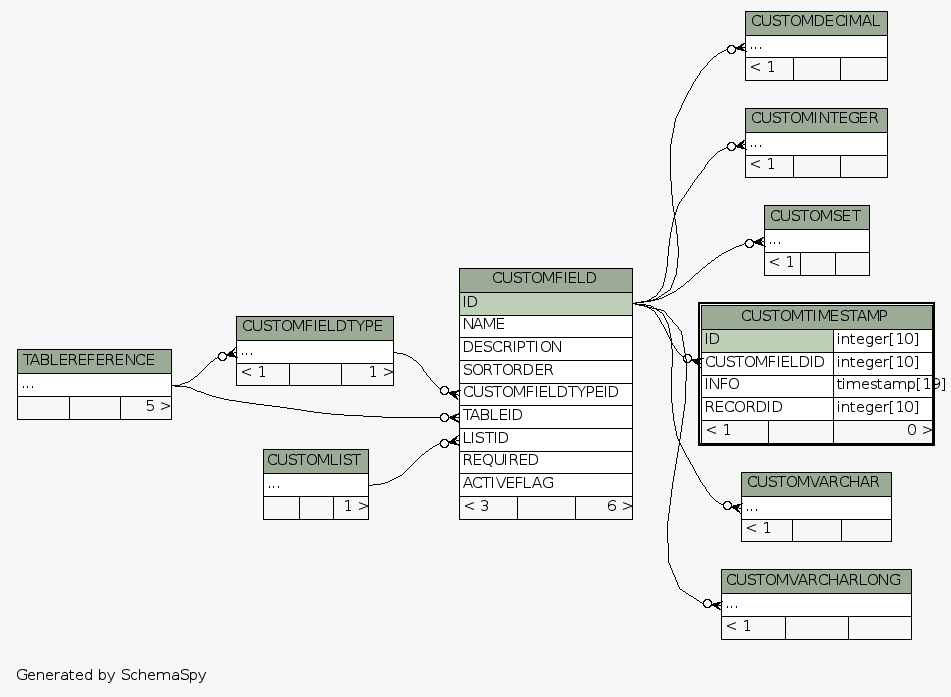 CUSTOMDECIMAL
...
< 1
CUSTOMINTEGER
...
< 1
CUSTOMSET
...
< 1
CUSTOMFIELD
ID
NAME
DESCRIPTION
SORTORDER
CUSTOMFIELDTYPEID
TABLEID
LISTID
REQUIRED
ACTIVEFLAG
< 3 6 >
CUSTOMFIELDTYPE
...
< 1 1 >
TABLEREFERENCE
...
5 >
CUSTOMLIST
...
1 >
CUSTOMTIMESTAMP
ID integer[10]
CUSTOMFIELDID integer[10]
INFO timestamp[19]
RECORDID integer[10]
< 1 0 >
CUSTOMVARCHAR
...
< 1
CUSTOMVARCHARLONG
...
< 1
Generated by SchemaSpy